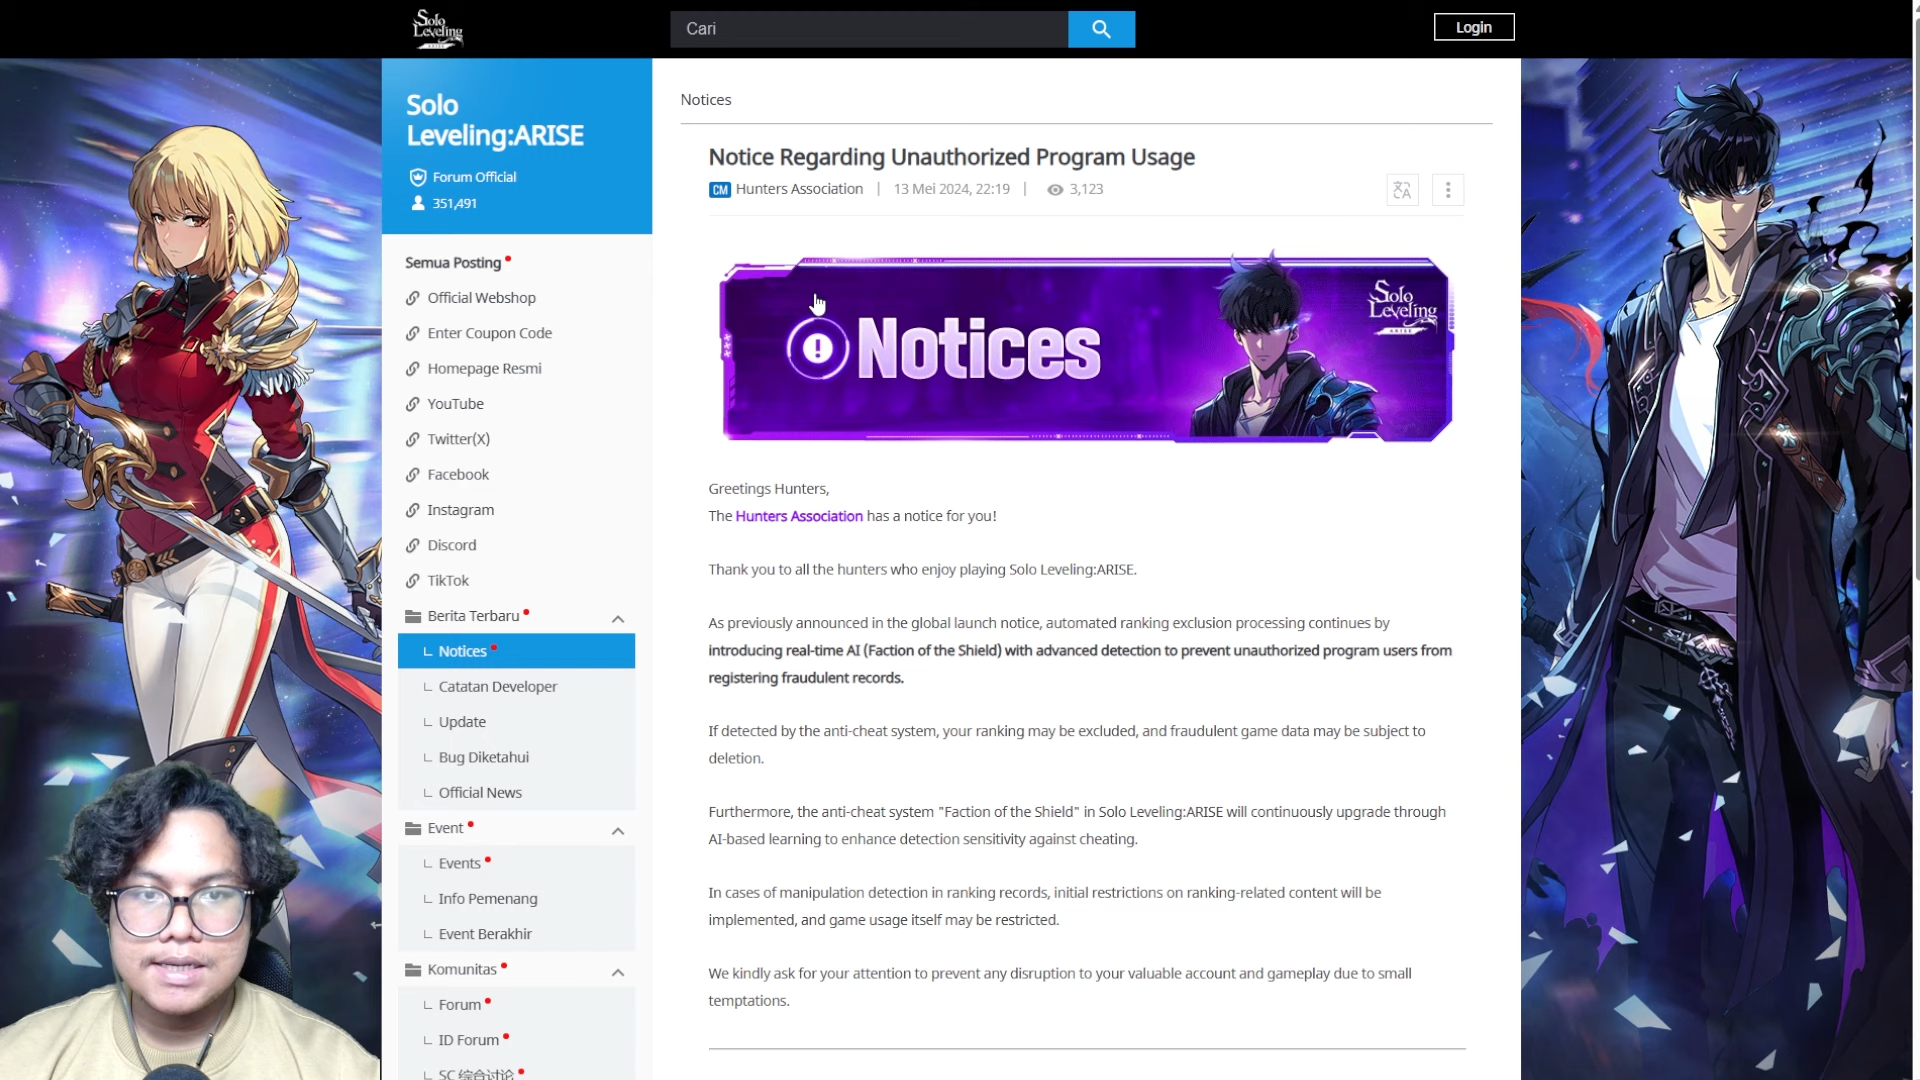 Solo
Leveling
ARISE
Cari
Login
Solo
Leveling:ARISE
Forum Official
351,491
Semua Posting
Official Webshop
Enter Coupon Code
Homepage Resmi
YouTube
Twitter(X)
Facebook
Instagram
Discord
TikTok
Berita Terbaru
Notices
Catatan Developer
Update
Bug Diketahui
Official News
Event
Events
Info Pemenang
Event Berakhir
Komunitas
Forum
ID Forum
SC 综合讨论
Notices
Notice Regarding Unauthorized Program Usage
CM Hunters Association | 13 Mei 2024, 22:19 | 3,123
Notices
Solo
Leveling
ARISE
Greetings Hunters,
The Hunters Association has a notice for you!
Thank you to all the hunters who enjoy playing Solo Leveling:ARISE.
As previously announced in the global launch notice, automated ranking exclusion processing continues by
introducing real-time AI (Faction of the Shield) with advanced detection to prevent unauthorized program users from
registering fraudulent records.
If detected by the anti-cheat system, your ranking may be excluded, and fraudulent game data may be subject to
deletion.
Furthermore, the anti-cheat system "Faction of the Shield" in Solo Leveling:ARISE will continuously upgrade through
AI-based learning to enhance detection sensitivity against cheating.
In cases of manipulation detection in ranking records, initial restrictions on ranking-related content will be
implemented, and game usage itself may be restricted.
We kindly ask for your attention to prevent any disruption to your valuable account and gameplay due to small
temptations.